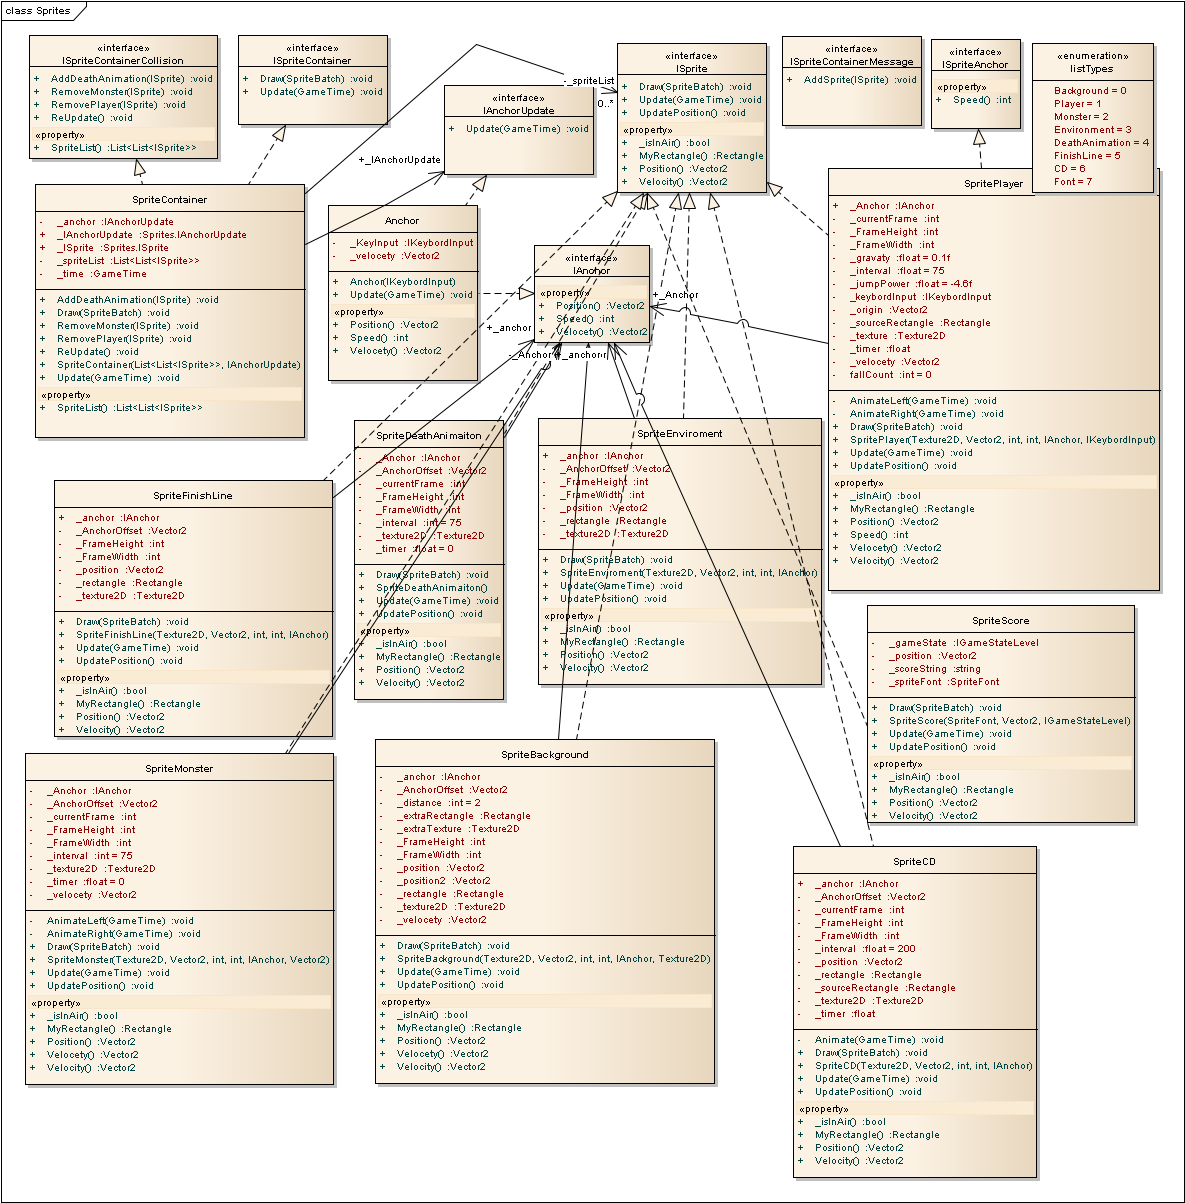 class Sprites
«interface»
ISpriteContainerCollision
+ AddDeathAnimation(ISprite) :void
+ RemoveMonster(ISprite) :void
+ RemovePlayer(ISprite) :void
+ ReUpdate() :void
«property»
+ SpriteList() :List<List<ISprite>>
«interface»
ISpriteContainer
+ Draw(SpriteBatch) :void
+ Update(GameTime) :void
«interface»
IAnchorUpdate
+ Update(GameTime) :void
-_spriteList
0..*
«interface»
ISprite
+ Draw(SpriteBatch) :void
+ Update(GameTime) :void
+ UpdatePosition() :void
«property»
+ _isInAir() :bool
+ MyRectangle() :Rectangle
+ Position() :Vector2
+ Velocity() :Vector2
«interface»
ISpriteContainerMessage
+ AddSprite(ISprite) :void
«interface»
ISpriteAnchor
«property»
+ Speed() :int
«enumeration»
listTypes
Background = 0
Player = 1
Monster = 2
Environment = 3
DeathAnimation = 4
FinishLine = 5
CD = 6
Font = 7
+_IAnchorUpdate
SpriteContainer
- _anchor :IAnchorUpdate
+ _IAnchorUpdate :Sprites.IAnchorUpdate
+ _ISprite :Sprites.ISprite
- _spriteList :List<List<ISprite>>
- _time :GameTime
+ AddDeathAnimation(ISprite) :void
+ Draw(SpriteBatch) :void
+ RemoveMonster(ISprite) :void
+ RemovePlayer(ISprite) :void
+ ReUpdate() :void
+ SpriteContainer(List<List<ISprite>>, IAnchorUpdate)
+ Update(GameTime) :void
«property»
+ SpriteList() :List<List<ISprite>>
Anchor
- _KeyInput :IKeybordInput
- _velocety :Vector2
+ Anchor(IKeybordInput)
+ Update(GameTime) :void
«property»
+ Position() :Vector2
+ Speed() :int
+ Velocety() :Vector2
«interface»
IAnchor
«property»
+ Position() :Vector2
+ Speed() :int
+ Velocety() :Vector2
+_Anchor
+_anchor
-_Anchor
+_anchor
SpritePlayer
+ _Anchor :IAnchor
- _currentFrame :int
- _FrameHeight :int
- _FrameWidth :int
- _gravaty :float = 0.1f
- _interval :float = 75
- _jumpPower :float = -4.6f
- _keybordInput :IKeybordInput
- _origin :Vector2
- _sourceRectangle :Rectangle
- _texture :Texture2D
- _timer :float
- _velocety :Vector2
- fallCount :int = 0
- AnimateLeft(GameTime) :void
- AnimateRight(GameTime) :void
+ Draw(SpriteBatch) :void
+ SpritePlayer(Texture2D, Vector2, int, int, IAnchor, IKeybordInput)
+ Update(GameTime) :void
+ UpdatePosition() :void
«property»
+ _isInAir() :bool
+ MyRectangle() :Rectangle
+ Position() :Vector2
+ Speed() :int
+ Velocety() :Vector2
+ Velocity() :Vector2
SpriteDeathAnimaiton
- _Anchor :IAnchor
- _AnchorOffset :Vector2
- _currentFrame :int
- _FrameHeight :int
- _FrameWidth :int
- _interval :int = 75
- _texture2D :Texture2D
- _timer :float = 0
+ Draw(SpriteBatch) :void
+ SpriteDeathAnimaiton()
+ Update(GameTime) :void
+ UpdatePosition() :void
«property»
+ _isInAir() :bool
+ MyRectangle() :Rectangle
+ Position() :Vector2
+ Velocity() :Vector2
SpriteEnviroment
+ _anchor :IAnchor
- _AnchorOffset :Vector2
- _FrameHeight :int
- _FrameWidth :int
- _position :Vector2
- _rectangle :Rectangle
- _texture2D :Texture2D
+ Draw(SpriteBatch) :void
+ SpriteEnviroment(Texture2D, Vector2, int, int, IAnchor)
+ Update(GameTime) :void
+ UpdatePosition() :void
«property»
+ _isInAir() :bool
+ MyRectangle() :Rectangle
+ Position() :Vector2
+ Velocity() :Vector2
SpriteFinishLine
+ _anchor :IAnchor
- _AnchorOffset :Vector2
- _FrameHeight :int
- _FrameWidth :int
- _position :Vector2
- _rectangle :Rectangle
- _texture2D :Texture2D
+ Draw(SpriteBatch) :void
+ SpriteFinishLine(Texture2D, Vector2, int, int, IAnchor)
+ Update(GameTime) :void
+ UpdatePosition() :void
«property»
+ _isInAir() :bool
+ MyRectangle() :Rectangle
+ Position() :Vector2
+ Velocity() :Vector2
SpriteScore
- _gameState :IGameStateLevel
- _position :Vector2
- _scoreString :string
- _spriteFont :SpriteFont
+ Draw(SpriteBatch) :void
+ SpriteScore(SpriteFont, Vector2, IGameStateLevel)
+ Update(GameTime) :void
+ UpdatePosition() :void
«property»
+ _isInAir() :bool
+ MyRectangle() :Rectangle
+ Position() :Vector2
+ Velocity() :Vector2
SpriteMonster
- _Anchor :IAnchor
- _AnchorOffset :Vector2
- _currentFrame :int
- _FrameHeight :int
- _FrameWidth :int
- _interval :int = 75
- _texture2D :Texture2D
- _timer :float = 0
- _velocety :Vector2
- AnimateLeft(GameTime) :void
- AnimateRight(GameTime) :void
+ Draw(SpriteBatch) :void
+ SpriteMonster(Texture2D, Vector2, int, int, IAnchor, Vector2)
+ Update(GameTime) :void
+ UpdatePosition() :void
«property»
+ _isInAir() :bool
+ MyRectangle() :Rectangle
+ Position() :Vector2
+ Velocety() :Vector2
+ Velocity() :Vector2
SpriteBackground
- _anchor :IAnchor
- _AnchorOffset :Vector2
- _distance :int = 2
- _extraRectangle :Rectangle
- _extraTexture :Texture2D
- _FrameHeight :int
- _FrameWidth :int
- _position :Vector2
- _position2 :Vector2
- _rectangle :Rectangle
- _texture2D :Texture2D
- _velocety :Vector2
+ Draw(SpriteBatch) :void
+ SpriteBackground(Texture2D, Vector2, int, int, IAnchor, Texture2D)
+ Update(GameTime) :void
+ UpdatePosition() :void
«property»
+ _isInAir() :bool
+ MyRectangle() :Rectangle
+ Position() :Vector2
+ Velocety() :Vector2
+ Velocity() :Vector2
SpriteCD
+ _anchor :IAnchor
- _AnchorOffset :Vector2
- _currentFrame :int
- _FrameHeight :int
- _FrameWidth :int
- _interval :float = 200
- _position :Vector2
- _rectangle :Rectangle
- _sourceRectangle :Rectangle
- _texture2D :Texture2D
- _timer :float
- Animate(GameTime) :void
+ Draw(SpriteBatch) :void
+ SpriteCD(Texture2D, Vector2, int, int, IAnchor)
+ Update(GameTime) :void
+ UpdatePosition() :void
«property»
+ _isInAir() :bool
+ MyRectangle() :Rectangle
+ Position() :Vector2
+ Velocity() :Vector2